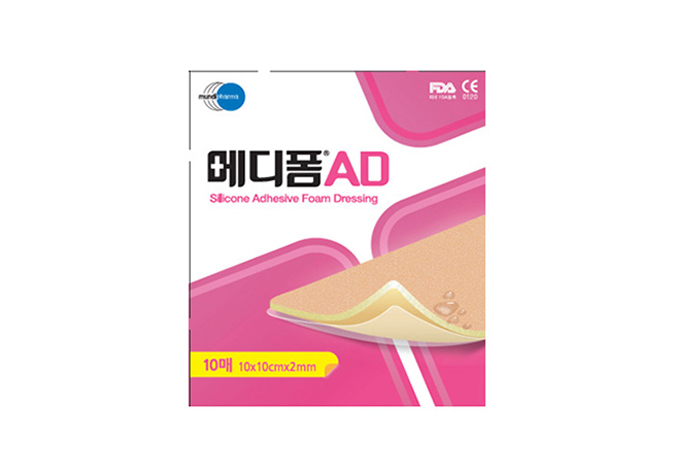 mundipharma
FDA CE
0120
메디폼® AD
Silicone Adhesive Foam Dressing
10매 10x10cmx2mm